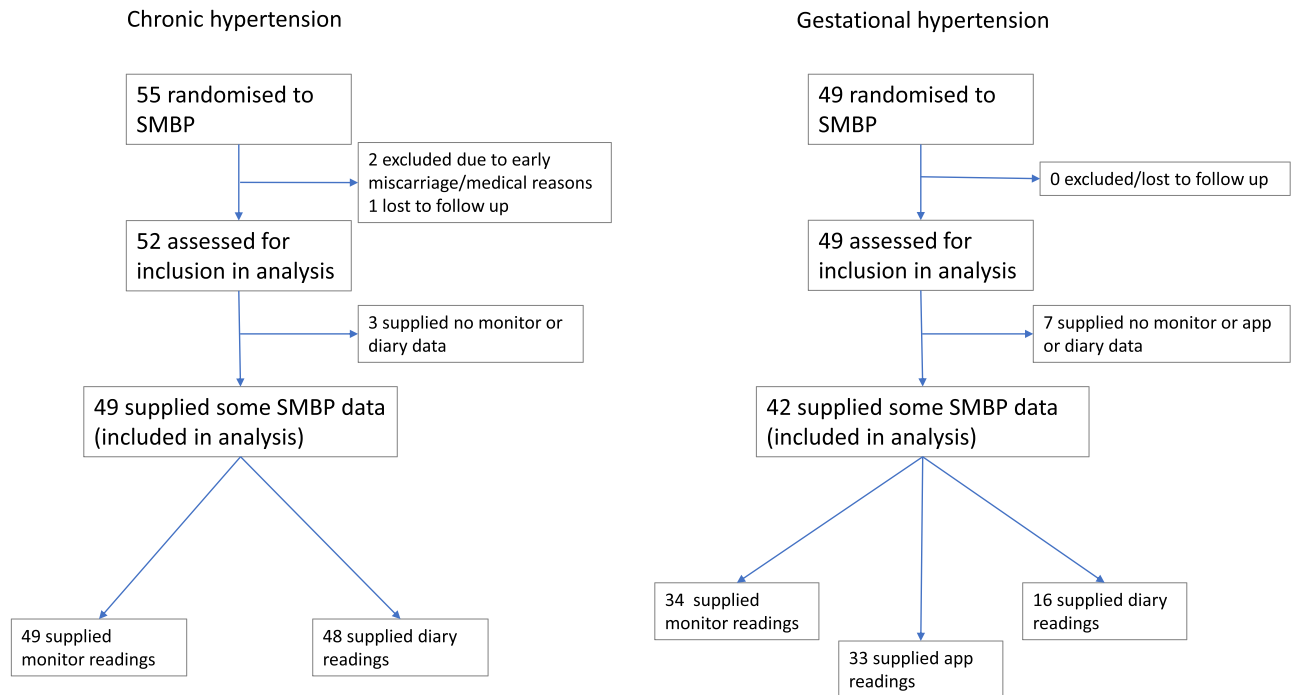 Chronic hypertension
55 randomised to
SMBP
2 excluded due to early
miscarriage/medical reasons
1 lost to follow up
52 assessed for
inclusion in analysis
3 supplied no monitor or
diary data
49 supplied some SMBP data
(included in analysis)
49 supplied
monitor readings
48 supplied diary
readings
Gestational hypertension
49 randomised to
SMBP
0 excluded/lost to follow up
49 assessed for
inclusion in analysis
7 supplied no monitor or app
or diary data
42 supplied some SMBP data
(included in analysis)
34 supplied
monitor readings
33 supplied app
readings
16 supplied diary
readings